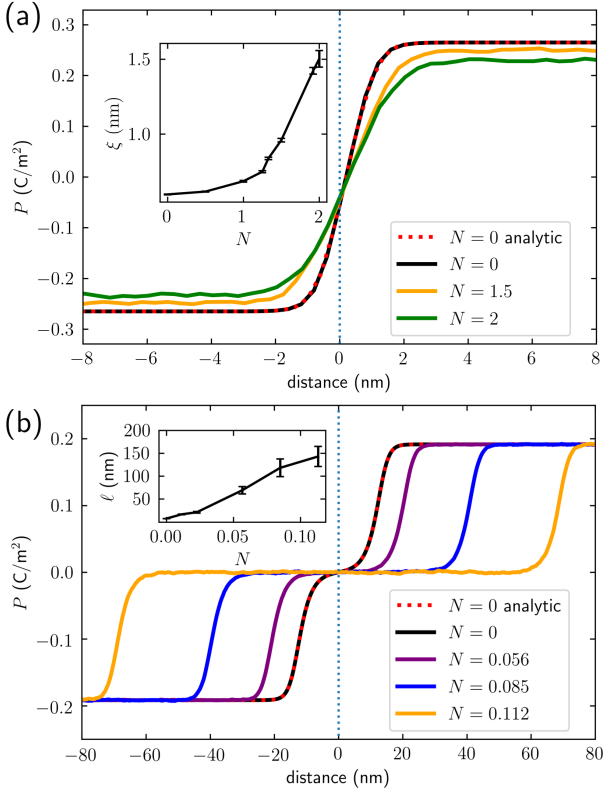 (a)
0.3
0.2
0.1
0.0
−0.1
−0.2
−0.3
P (C/m²)
1.5
1.0
ξ (nm)
0
1
2
N
N = 0 analytic
N = 0
N = 1.5
N = 2
−8
−6
−4
−2
0
2
4
6
8
distance (nm)
(b)
0.2
0.1
0.0
−0.1
−0.2
P (C/m²)
200
150
100
50
ℓ (nm)
0.00
0.05
0.10
N
N = 0 analytic
N = 0
N = 0.056
N = 0.085
N = 0.112
−80
−60
−40
−20
0
20
40
60
80
distance (nm)